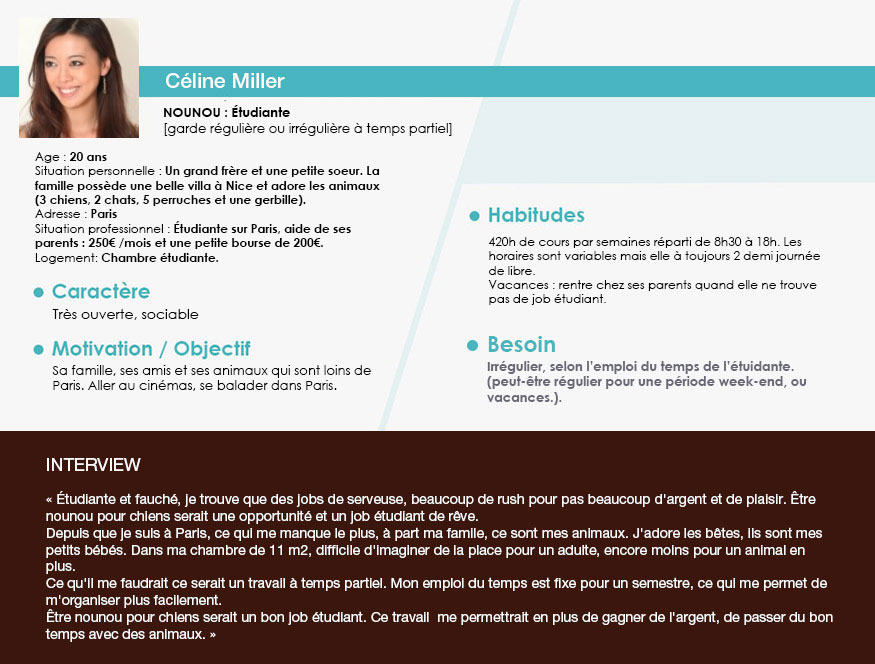 Céline Miller
NOUNOU : Étudiante
[garde régulière ou irrégulière à temps partiel]
Age : 20 ans
Situation personnelle : Un grand frère et une petite soeur. La
famille possède une belle villa à Nice et adore les animaux
(3 chiens, 2 chats, 5 perruches et une gerbille).
Adresse : Paris
Situation professionnel : Étudiante sur Paris, aide de ses
parents : 250€ /mois et une petite bourse de 200€.
Logement: Chambre étudiante.
• Caractère
Très ouverte, sociable
• Motivation / Objectif
Sa famille, ses amis et ses animaux qui sont loins de
Paris. Aller au cinémas, se balader dans Paris.
• Habitudes
420h de cours par semaines réparti de 8h30 à 18h. Les
horaires sont variables mais elle à toujours 2 demi journée
de libre.
Vacances : rentre chez ses parents quand elle ne trouve
pas de job étudiant.
• Besoin
Irrégulier, selon l'emploi du temps de l'étuidante.
(peut-être régulier pour une période week-end, ou
vacances.).
INTERVIEW
« Étudiante et fauché, je trouve que des jobs de serveuse, beaucoup de rush pour pas beaucoup d'argent et de plaisir. Être
nounou pour chiens serait une opportunité et un job étudiant de rêve.
Depuis que je suis à Paris, ce qui me manque le plus, à part ma famile, ce sont mes animaux. J'adore les bêtes, ils sont mes
petits bébés. Dans ma chambre de 11 m2, difficile d'imaginer de la place pour un adulte, encore moins pour un animal en
plus.
Ce qu'il me faudrait ce serait un travail à temps partiel. Mon emploi du temps est fixe pour un semestre, ce qui me permet de
m'organiser plus facilement.
Être nounou pour chiens serait un bon job étudiant. Ce travail me permettrait en plus de gagner de l'argent, de passer du bon
temps avec des animaux. »